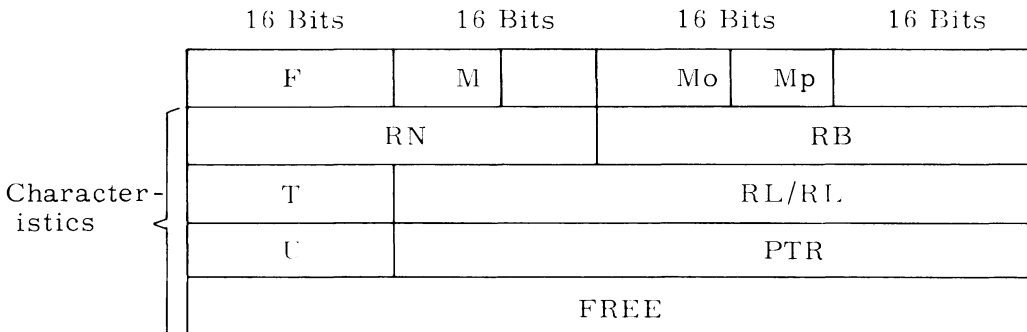 16 Bits 16 Bits 16 Bits 16 Bits
F M Mo Mp
RN RB
Character-
istics
T RL/RL
U PTR
FREE